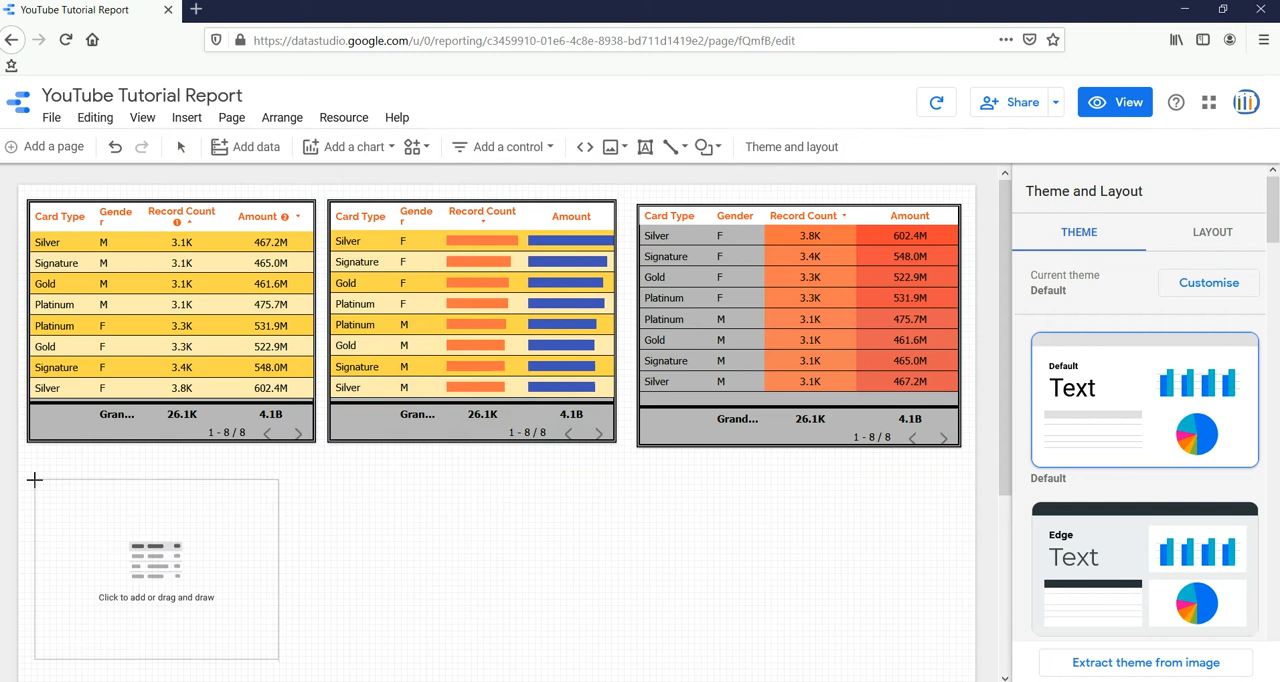 YouTube Tutorial Report
https://datastudio.google.com/u/0/reporting/c3459910-01e6-4c8e-8938-bd711d1419e2/page/fQmfB/edit
YouTube Tutorial Report
File Edit View Insert Page Arrange Resource Help
Share View
Add a page Add data Add a chart Add a control Theme and layout
Card Type Gende
r Record Count 1 Amount 2
Silver M 3.1K 467.2M
Signature M 3.1K 465.0M
Gold M 3.1K 461.6M
Platinum M 3.1K 475.7M
Platinum F 3.3K 531.9M
Gold F 3.3K 522.9M
Signature F 3.4K 548.0M
Silver F 3.8K 602.4M
Gran... 26.1K 4.1B
1 - 8 / 8
Card Type Gende
r Record Count Amount
Silver F
Signature F
Gold F
Platinum F
Platinum M
Gold M
Signature M
Silver M
Gran... 26.1K 4.1B
1 - 8 / 8
Card Type Gender Record Count Amount
Silver F 3.8K 602.4M
Signature F 3.4K 548.0M
Gold F 3.3K 522.9M
Platinum F 3.3K 531.9M
Platinum M 3.1K 475.7M
Gold M 3.1K 461.6M
Signature M 3.1K 465.0M
Silver M 3.1K 467.2M
Grand... 26.1K 4.1B
1 - 8 / 8
Click to add or drag and draw
Theme and Layout
THEME LAYOUT
Current theme
Default
Customise
Default
Text
Default
Edge
Text
Extract theme from image